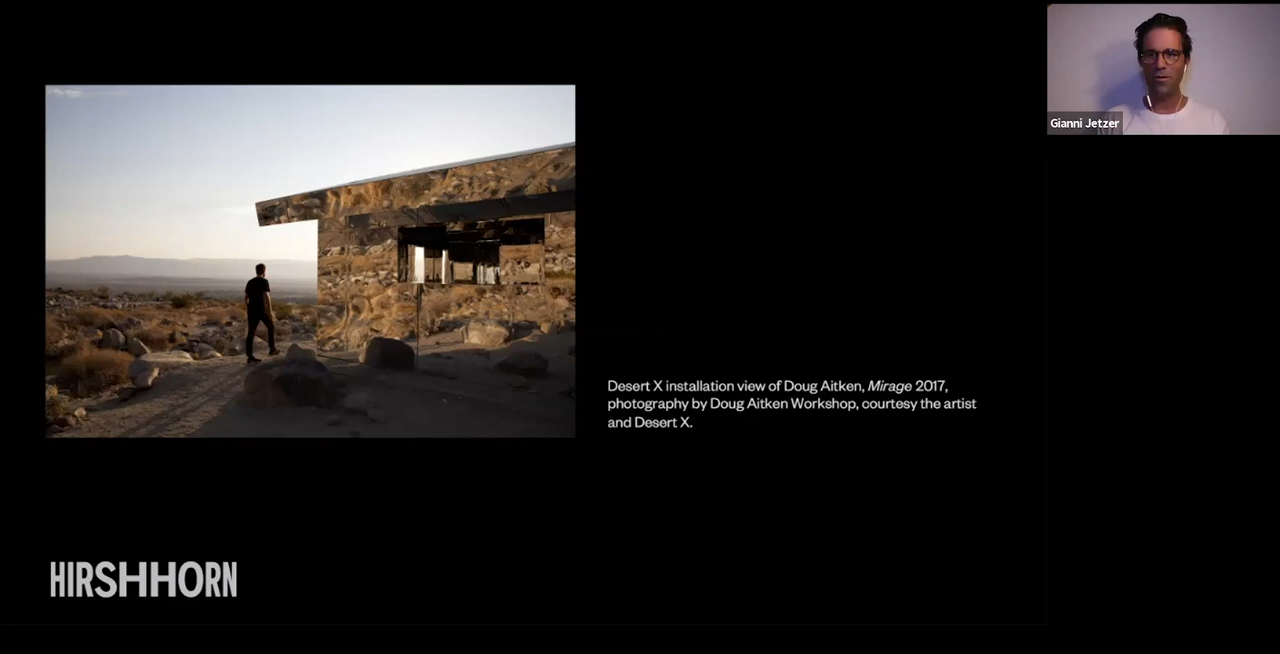 Gianni Jetzer
Desert X installation view of Doug Aitken, Mirage 2017,
photography by Doug Aitken Workshop, courtesy the artist
and Desert X.
HIRSHHORN